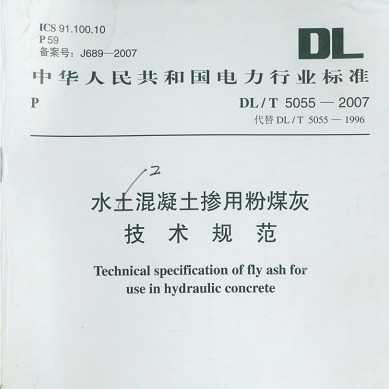 ICS 91.100.10
P 59
备案号：J689—2007
DL
中华人民共和国电力行业标准
P
DL / T 5055 — 2007
代替 DL / T 5055 — 1996
水土混凝土掺用粉煤灰
技术规范
Technical specification of fly ash for
use in hydraulic concrete